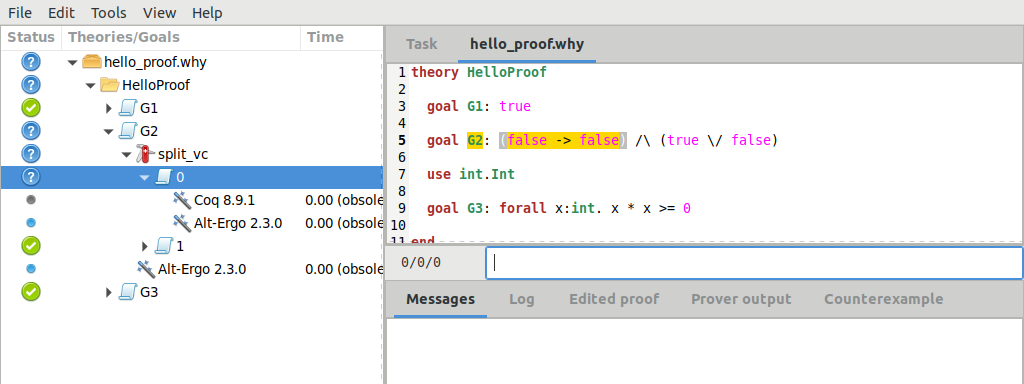 File Edit Tools View Help
Status Theories/Goals Time
hello_proof.why
HelloProof
G1
G2
split_vc
0
Coq 8.9.1 0.00 (obsole
Alt-Ergo 2.3.0 0.00 (obsole
1
Alt-Ergo 2.3.0 0.00 (obsole
G3
Task hello_proof.why
1 theory HelloProof
2
3 goal G1: true
4
5 goal G2: (false -> false) /\ (true \/ false)
6
7 use int.Int
8
9 goal G3: forall x:int. x * x >= 0
10
11 end
0/0/0
Messages Log Edited proof Prover output Counterexample